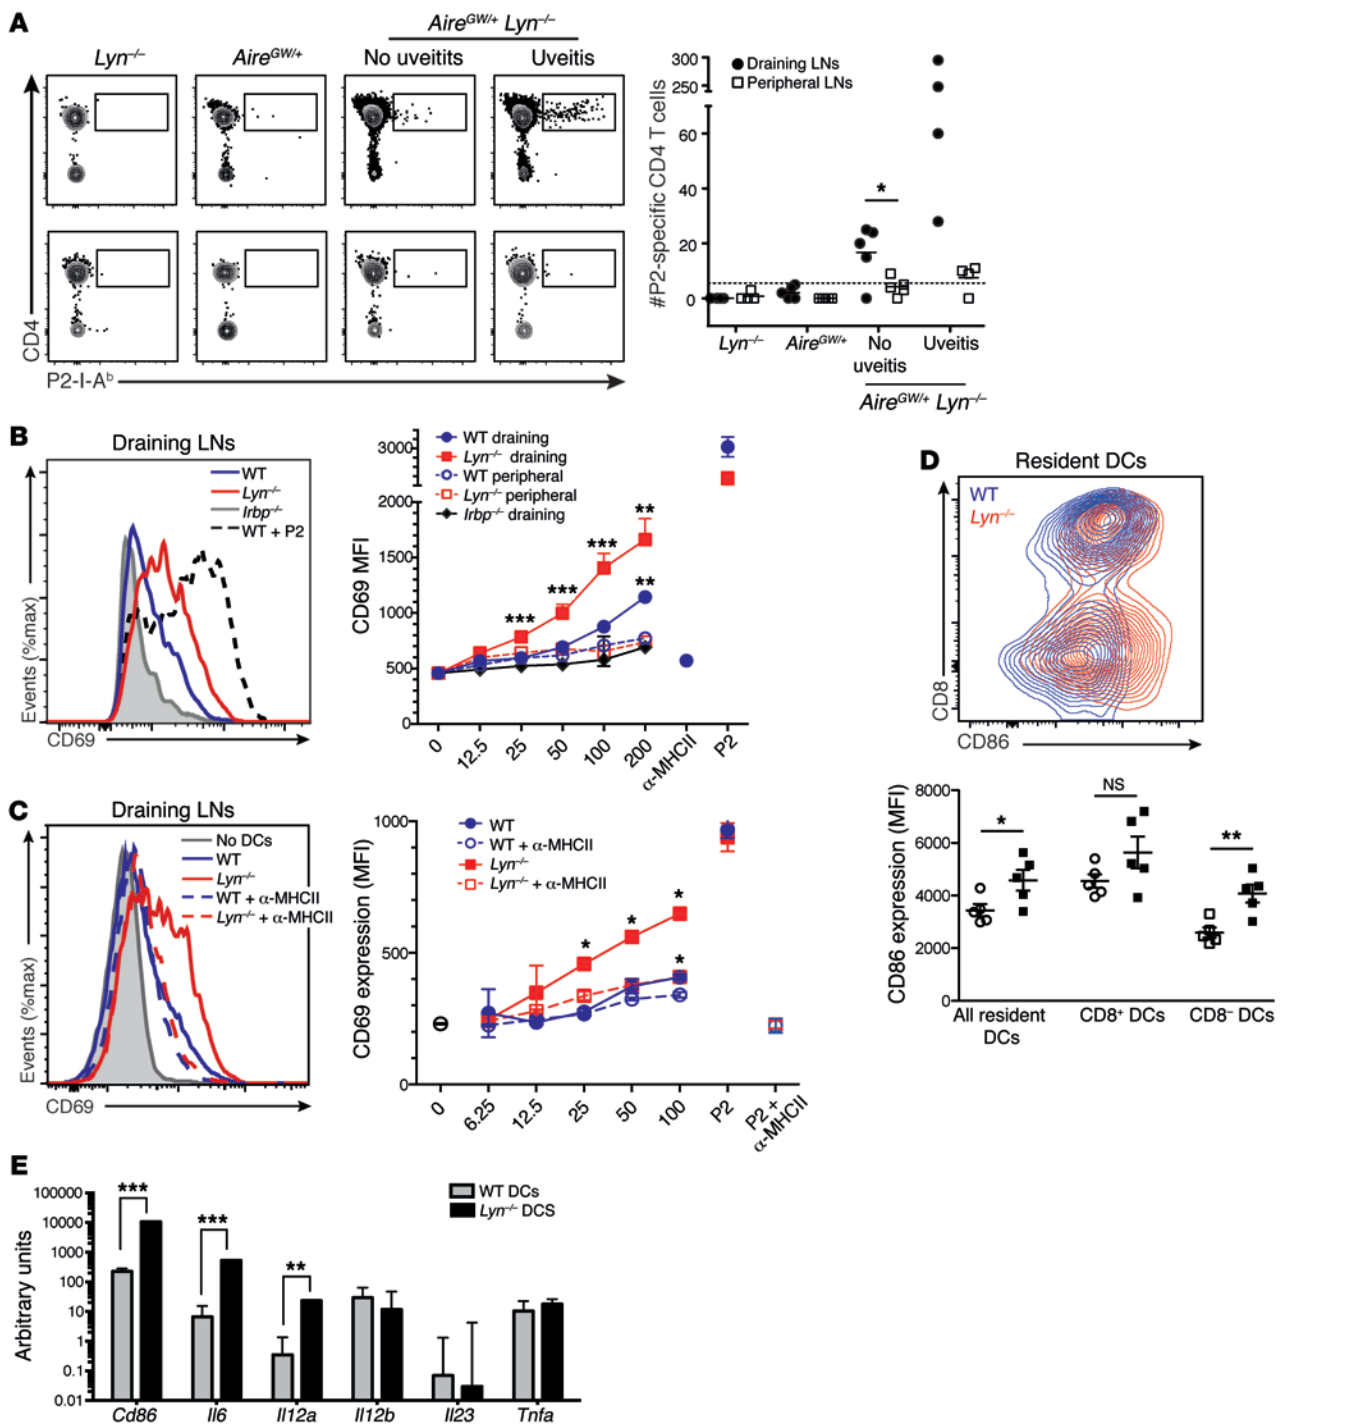 A
Aire^GW/+ Lyn^–/–
Lyn^–/–
Aire^GW/+
No uveitits
Uveitis
CD4
P2-I-A^b
#P2-specific CD4 T cells
300
250
60
40
20
0
Draining LNs
Peripheral LNs
*
Lyn^–/–
Aire^GW/+
No
uveitis
Uveitis
Aire^GW/+ Lyn^–/–
B
Draining LNs
WT
Lyn^–/–
Irbp^–/–
WT + P2
Events (%max)
CD69
CD69 MFI
3000
2000
1500
1000
500
0
WT draining
Lyn^–/– draining
WT peripheral
Lyn^–/– peripheral
Irbp^–/– draining
***
***
***
**
**
0
12.5
25
50
100
200
α-MHCII
P2
C
Draining LNs
No DCs
WT
Lyn^–/–
WT + α-MHCII
Lyn^–/– + α-MHCII
Events (%max)
CD69
CD69 expression (MFI)
1000
500
0
WT
WT + α-MHCII
Lyn^–/–
Lyn^–/– + α-MHCII
*
*
*
*
0
6.25
12.5
25
50
100
P2
P2 +
α-MHCII
D
Resident DCs
WT
Lyn^–/–
CD8
CD86
CD86 expression (MFI)
8000
6000
4000
2000
0
*
NS
**
All resident
DCs
CD8⁺ DCs
CD8⁻ DCs
E
Arbitrary units
100000
10000
1000
100
10
1
0.1
0.01
***
***
**
WT DCs
Lyn^–/– DCS
Cd86
Il6
Il12a
Il12b
Il23
Tnfa